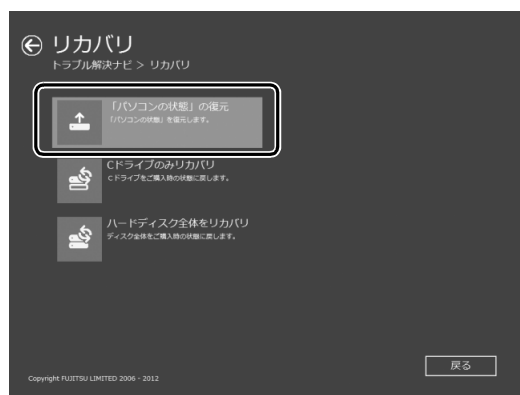 リカバリ
トラブル解決ナビ > リカバリ
「パソコンの状態」の復元
「パソコンの状態」を復元します。
Cドライブのみリカバリ
Cドライブをご購入時の状態に戻します。
ハードディスク全体をリカバリ
ディスク全体をご購入時の状態に戻します。
戻る
Copyright FUJITSU LIMITED 2006 - 2012